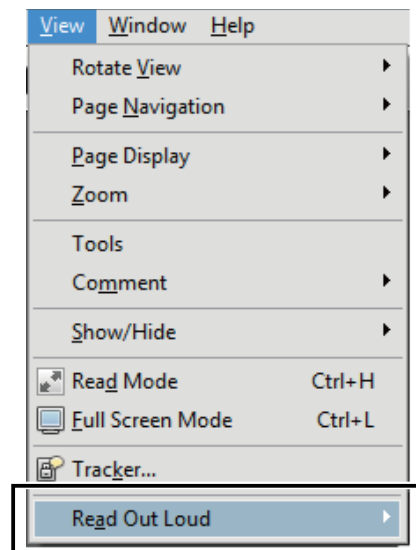 View Window Help
Rotate View
Page Navigation
Page Display
Zoom
Tools
Comment
Show/Hide
Read Mode Ctrl+H
Full Screen Mode Ctrl+L
Tracker...
Read Out Loud